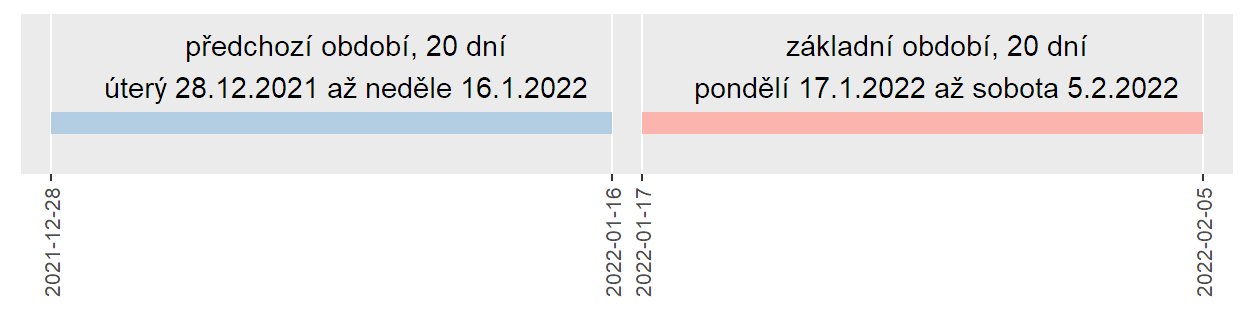 předchozí období, 20 dní
úterý 28.12.2021 až neděle 16.1.2022
základní období, 20 dní
pondělí 17.1.2022 až sobota 5.2.2022
2021-12-28
2022-01-16
2022-01-17
2022-02-05